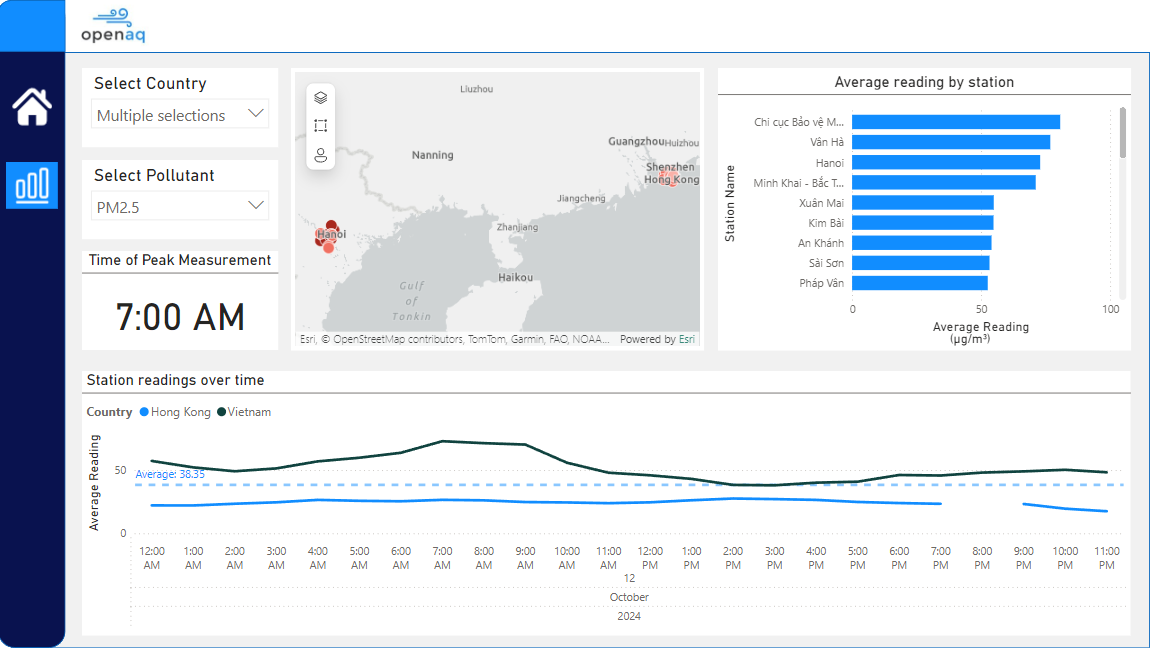 openaq
Select Country
Multiple selections
Select Pollutant
PM2.5
Time of Peak Measurement
7:00 AM
Liuzhou
Nanning
Guangzhou
Huizhou
Shenzhen
Hong Kong
Jiangcheng
Zhanjiang
Hanoi
Haikou
Gulf
of
Tonkin
Esri, © OpenStreetMap contributors, TomTom, Garmin, FAO, NOAA... Powered by Esri
Average reading by station
Station Name
Chi cục Bảo vệ M...
Vân Hà
Hanoi
Minh Khai - Bắc T...
Xuân Mai
Kim Bài
An Khánh
Sài Sơn
Pháp Vân
0 50 100
Average Reading
(µg/m³)
Station readings over time
Country Hong Kong Vietnam
Average Reading
50
0
Average: 38.35
12:00 1:00 2:00 3:00 4:00 5:00 6:00 7:00 8:00 9:00 10:00 11:00 12:00 1:00 2:00 3:00 4:00 5:00 6:00 7:00 8:00 9:00 10:00 11:00
AM AM AM AM AM AM AM AM AM AM AM AM PM PM PM PM PM PM PM PM PM PM PM PM
12
October
2024